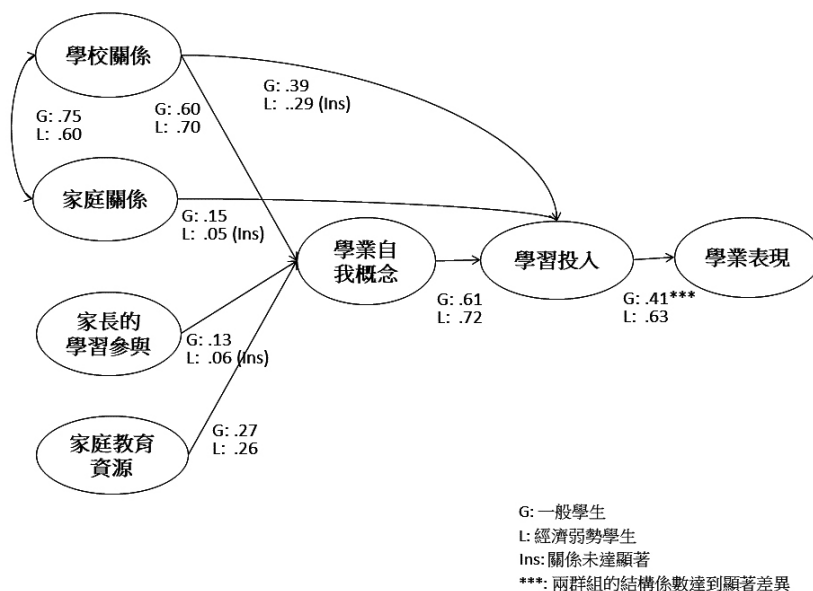 學校關係
G: .39
L: ..29 (Ins)
G: .75
L: .60
G: .60
L: .70
家庭關係
G: .15
L: .05 (Ins)
學業自
我概念
學習投入
學業表現
G: .61
L: .72
G: .41***
L: .63
家長的
學習參與
G: .13
L: .06 (Ins)
家庭教育
資源
G: .27
L: .26
G: 一般學生
L: 經濟弱勢學生
Ins: 關係未達顯著
***: 兩群組的結構係數達到顯著差異